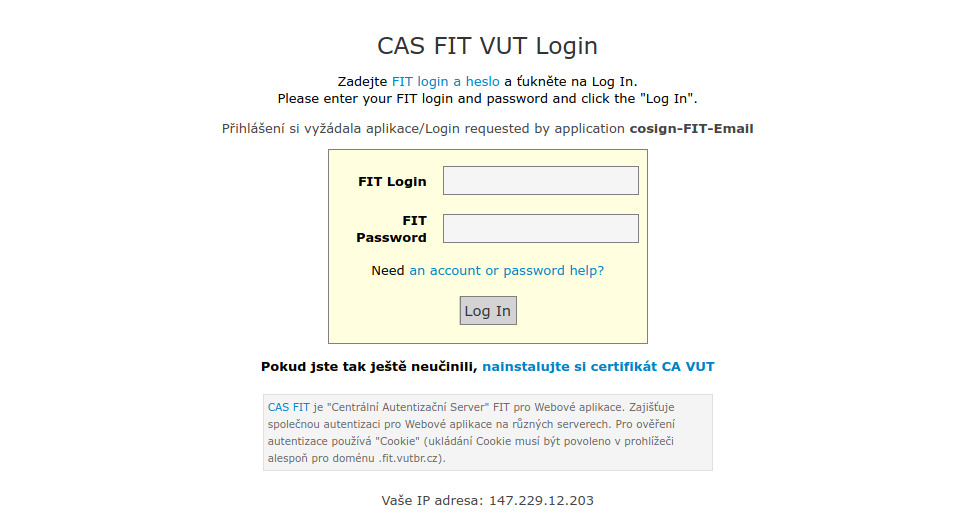 CAS FIT VUT Login
Zadejte FIT login a heslo a ťukněte na Log In.
Please enter your FIT login and password and click the "Log In".
Přihlášení si vyžádala aplikace/Login requested by application cosign-FIT-Email
FIT Login
FIT
Password
Need an account or password help?
Log In
Pokud jste tak ještě neučinili, nainstalujte si certifikát CA VUT
CAS FIT je "Centrální Autentizační Server" FIT pro Webové aplikace. Zajišťuje
společnou autentizaci pro Webové aplikace na různých serverech. Pro ověření
autentizace používá "Cookie" (ukládání Cookie musí být povoleno v prohlížeči
alespoň pro doménu .fit.vutbr.cz).
Vaše IP adresa: 147.229.12.203